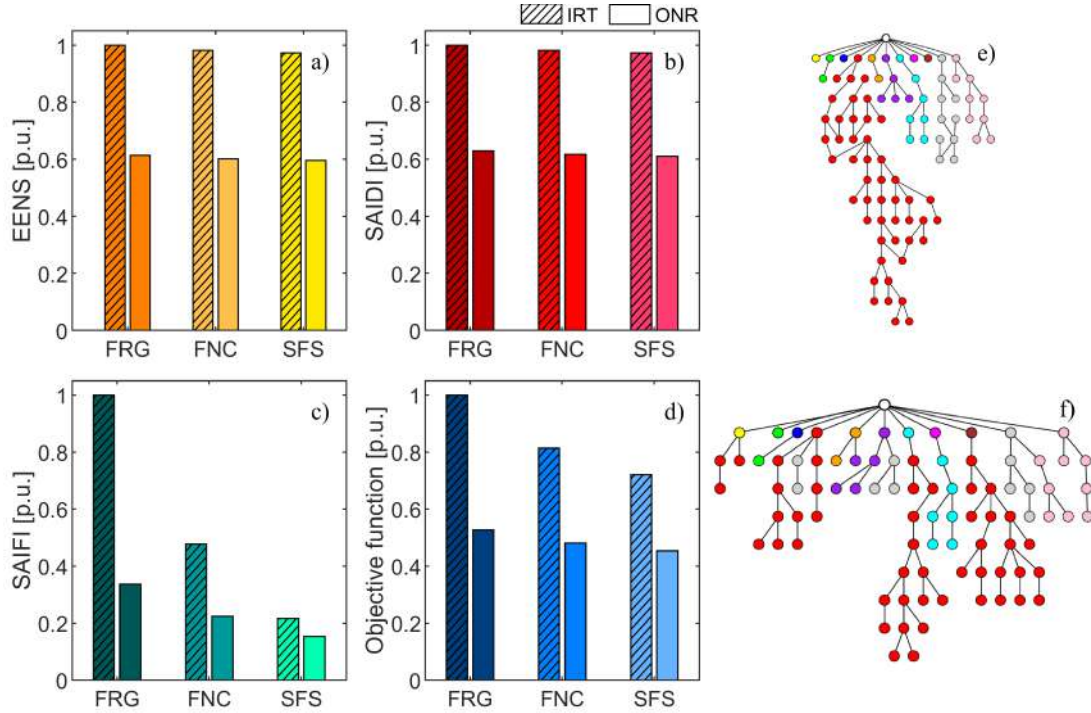 IRT ONR
a)
EENS [p.u.]
1
0.8
0.6
0.4
0.2
0
FRG FNC SFS
b)
SAIDI [p.u.]
1
0.8
0.6
0.4
0.2
0
FRG FNC SFS
e)
c)
SAIFI [p.u.]
1
0.8
0.6
0.4
0.2
0
FRG FNC SFS
d)
Objective function [p.u.]
1
0.8
0.6
0.4
0.2
0
FRG FNC SFS
f)